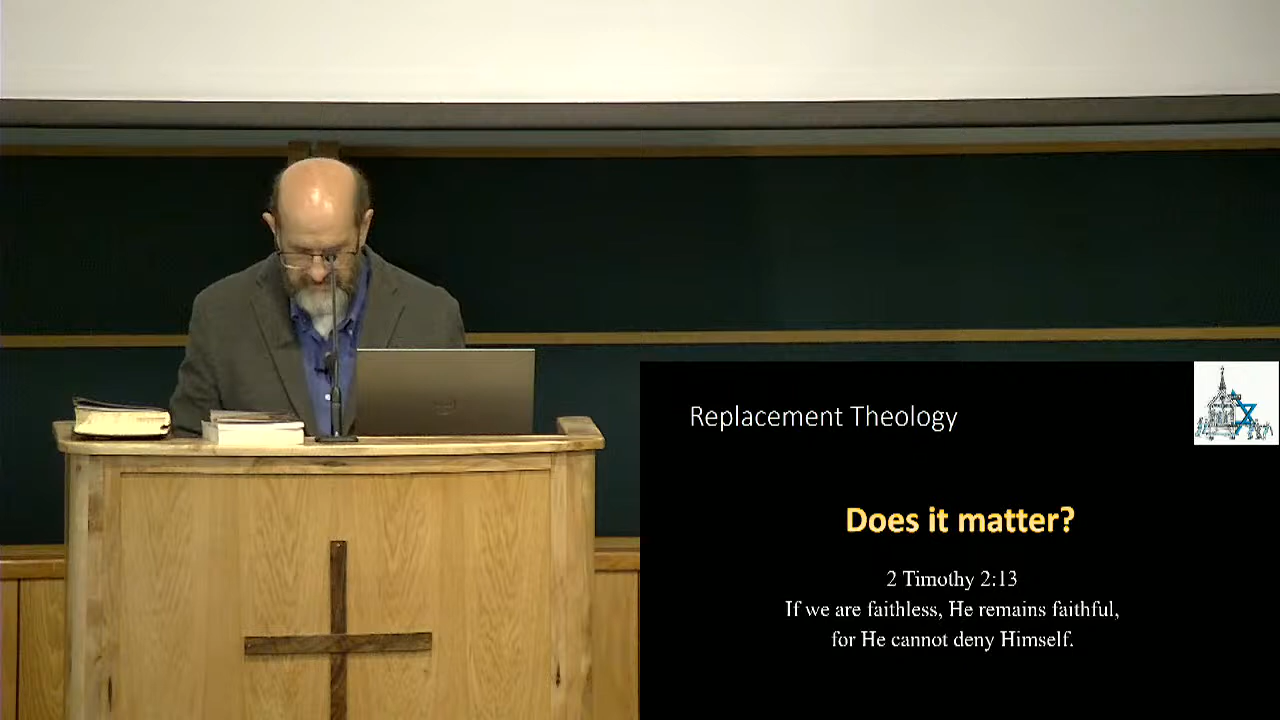 Replacement Theology
Does it matter?
2 Timothy 2:13
If we are faithless, He remains faithful,
for He cannot deny Himself.